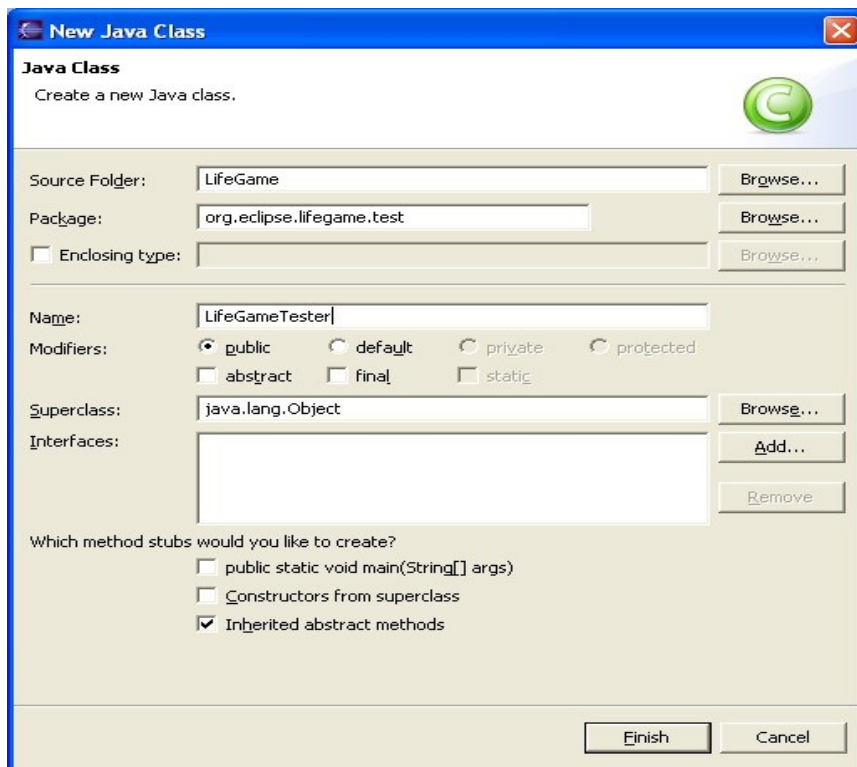 New Java Class
Java Class
Create a new Java class.
C
Source Folder: LifeGame Browse...
Package: org.eclipse.lifegame.test Browse...
Enclosing type: Browse...
Name: LifeGameTester
Modifiers: public default private protected
abstract final static
Superclass: java.lang.Object Browse...
Interfaces: Add...
Remove
Which method stubs would you like to create?
public static void main(String[] args)
Constructors from superclass
Inherited abstract methods
Finish Cancel